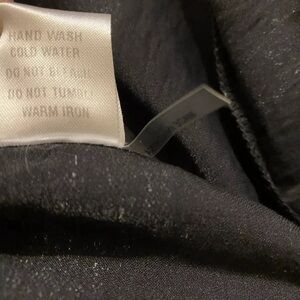 HAND WASH
COLD WATER
DO NOT BLEACH
DO NOT TUMBLE
WARM IRON